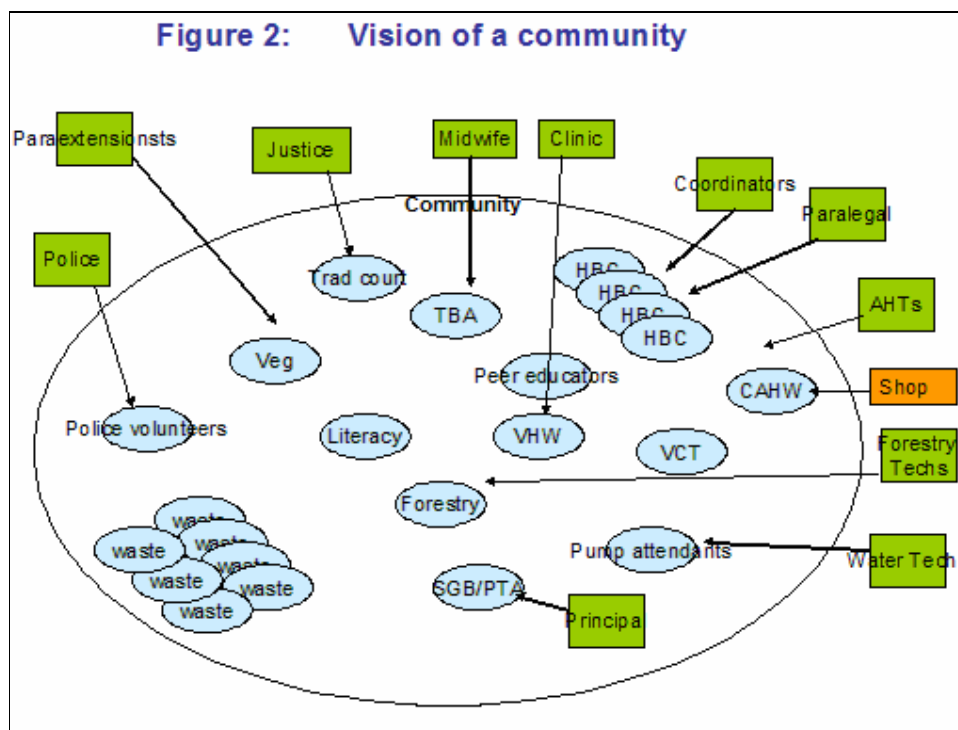 Figure 2: Vision of a community
Paraextensionsts
Justice
Midwife
Clinic
Coordinators
Paralegal
Community
Police
Trad court
HBC
HBC
HBC
HBC
TBA
AHTs
Veg
Peer educators
CAHW
Shop
Police volunteers
Literacy
VHW
VCT
Forestry
Techs
Forestry
waste
waste
waste
waste
waste
waste
waste
Pump attendants
Water Tech
SGB/PTA
Principa